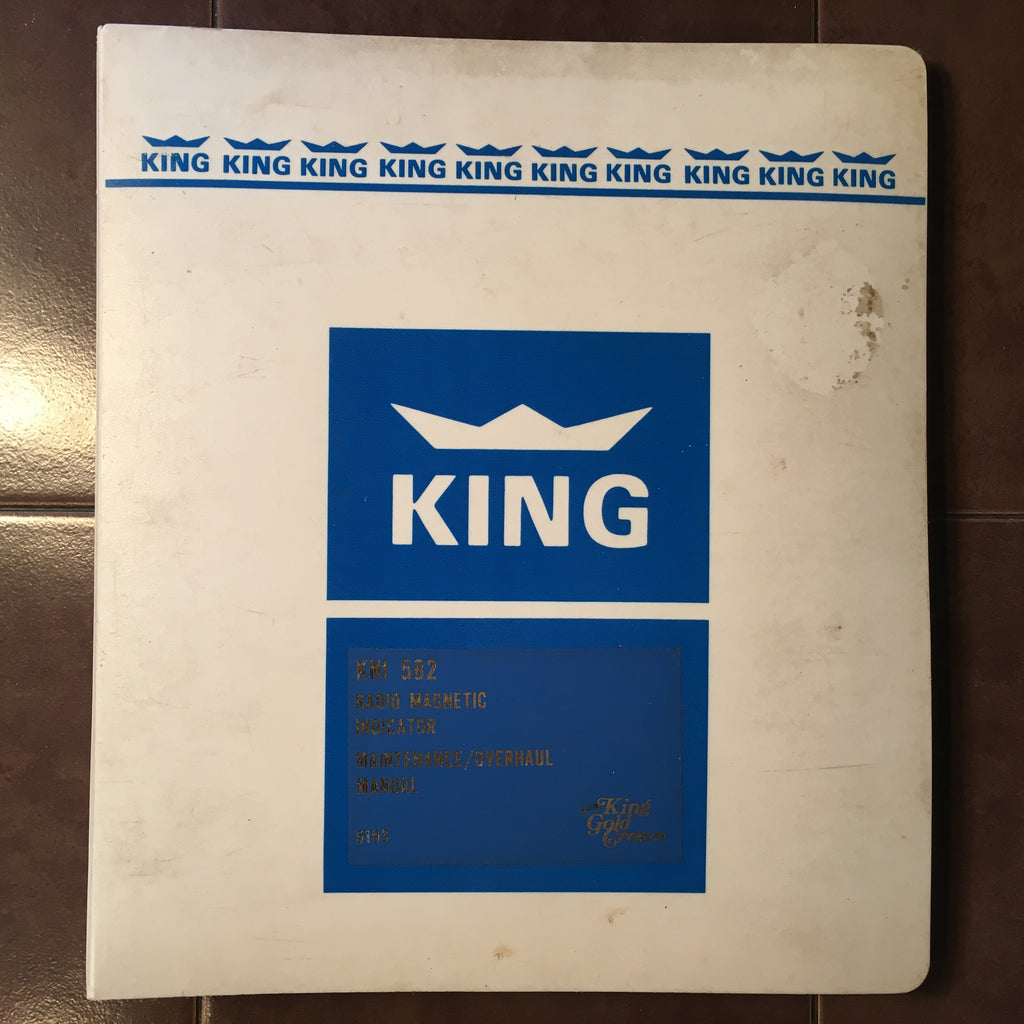 KING KING KING KING KING KING KING KING KING KING
KING
KNI 582
RADIO MAGNETIC
INDICATOR
MAINTENANCE/OVERHAUL
MANUAL
King
Gold
Crown